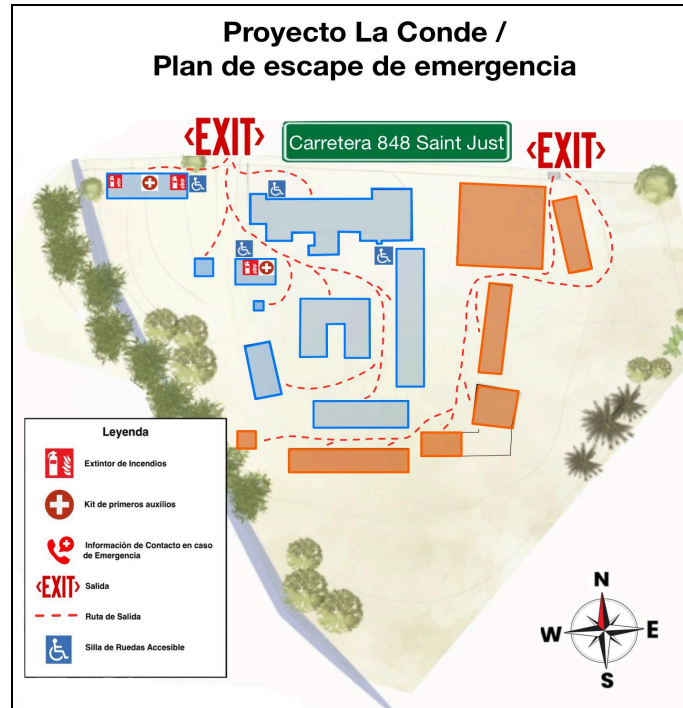 Proyecto La Conde /
Plan de escape de emergencia
‹EXIT›
Carretera 848 Saint Just
‹EXIT›
Leyenda
Extintor de Incendios
Kit de primeros auxilios
Información de Contacto en caso
de Emergencia
‹EXIT› Salida
Ruta de Salida
Silla de Ruedas Accesible
N
W E
S